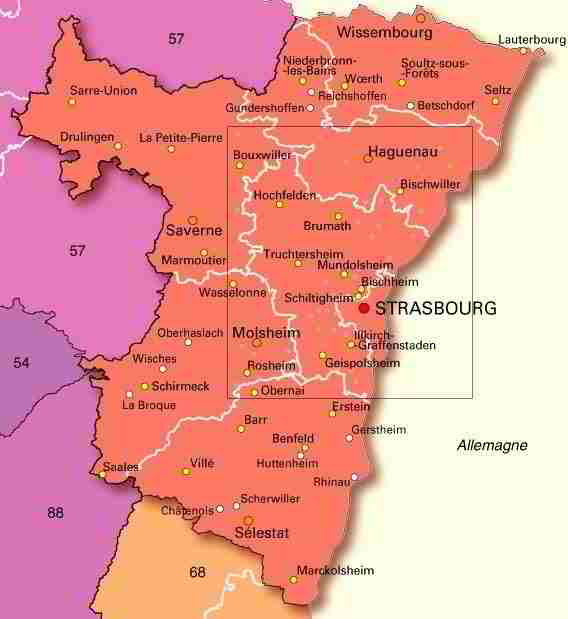 57
Wissembourg
Lauterbourg
Niederbronn-
-les-Bains
Wœrth
Soultz-sous-
-Forêts
Seltz
Sarre-Union
Reichshoffen
Gundershoffen
Betschdorf
Drulingen
La Petite-Pierre
Bouxwiller
Haguenau
Bischwiller
Hochfelden
Brumath
Saverne
57
Marmoutier
Truchtersheim
Mundolsheim
Bischheim
Wasselonne
Schiltigheim
STRASBOURG
Oberhaslach
Molsheim
Illkirch-
-Graffenstaden
54
Wisches
Rosheim
Geispolsheim
Schirmeck
Obernai
La Broque
Erstein
Barr
Gerstheim
Benfeld
Allemagne
Huttenheim
Saales
Villé
Rhinau
Scherwiller
Châtenois
88
Sélestat
68
Marckolsheim